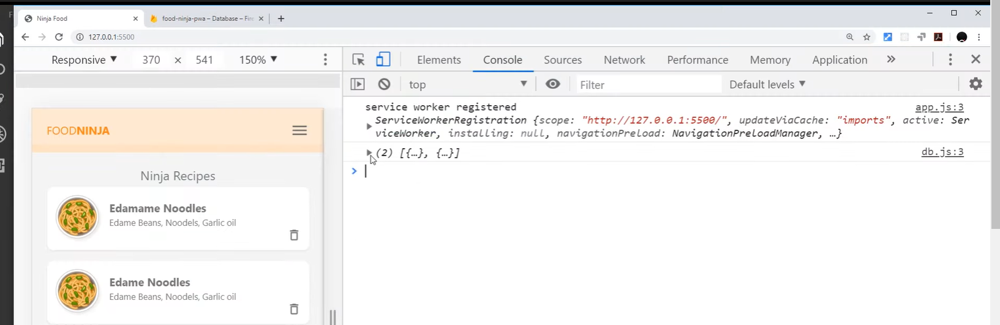 Ninja Food
food-ninja-pwa – Database – Fire
127.0.0.1:5500
Responsive ▼ 370 × 541 150% ▼
Elements Console Sources Network Performance Memory Application »
top ▼ Filter Default levels ▼
service worker registered app.js:3
ServiceWorkerRegistration {scope: "http://127.0.0.1:5500/", updateViaCache: "imports", active: Ser
viceWorker, installing: null, navigationPreload: NavigationPreloadManager, …}
(2) [{…}, {…}] db.js:3
>
FOODNINJA
Ninja Recipes
Edamame Noodles
Edame Beans, Noodels, Garlic oil
Edame Noodles
Edame Beans, Noodels, Garlic oil